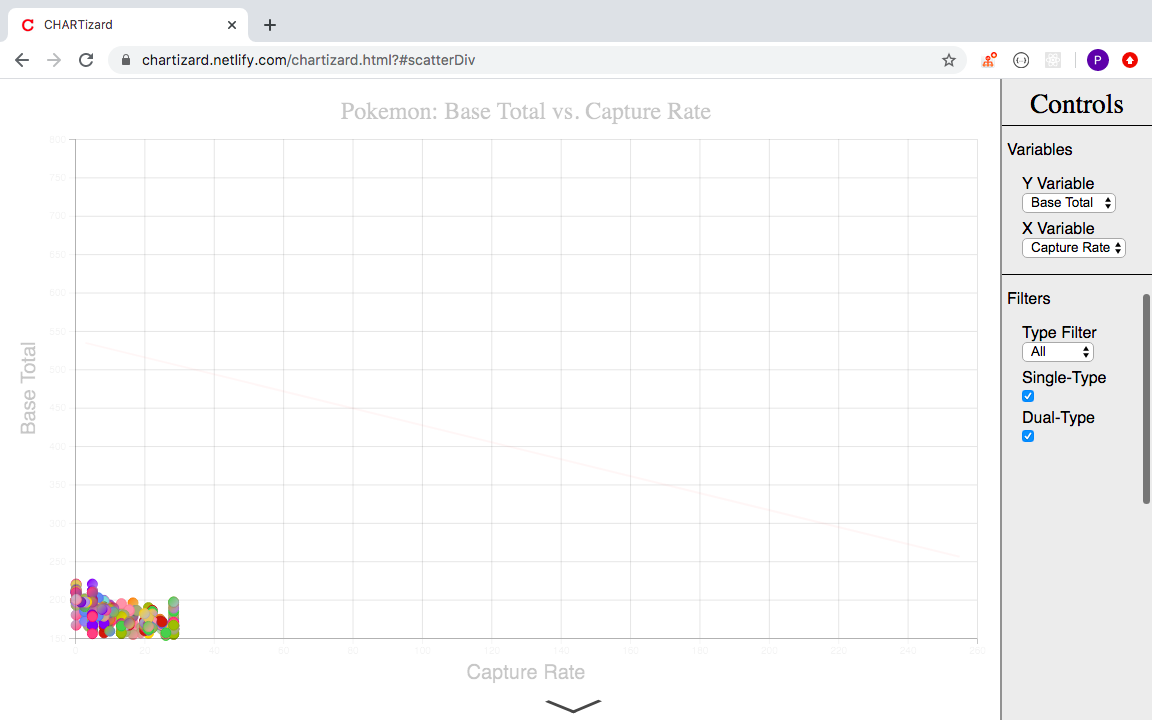 CHARTizard
chartizard.netlify.com/chartizard.html?#scatterDiv
P
Pokemon: Base Total vs. Capture Rate
Controls
Variables
Y Variable
Base Total
X Variable
Capture Rate
Filters
Type Filter
All
Single-Type
Dual-Type
Base Total
800
750
700
650
600
550
500
450
400
350
300
250
200
150
0
20
40
60
80
100
120
140
160
180
200
220
240
260
Capture Rate